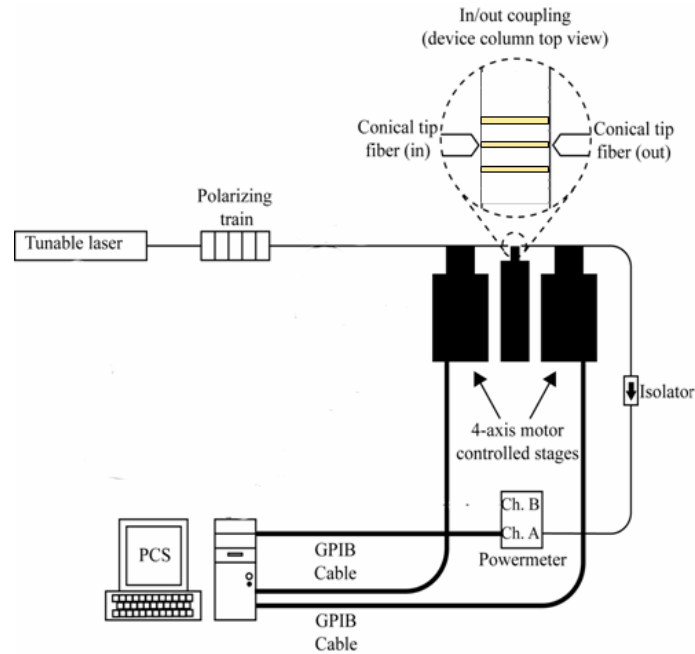 In/out coupling
(device column top view)
Conical tip
fiber (in)
Conical tip
fiber (out)
Polarizing
train
Tunable laser
Isolator
4-axis motor
controlled stages
Ch. B
Ch. A
Powermeter
PCS
GPIB
Cable
GPIB
Cable